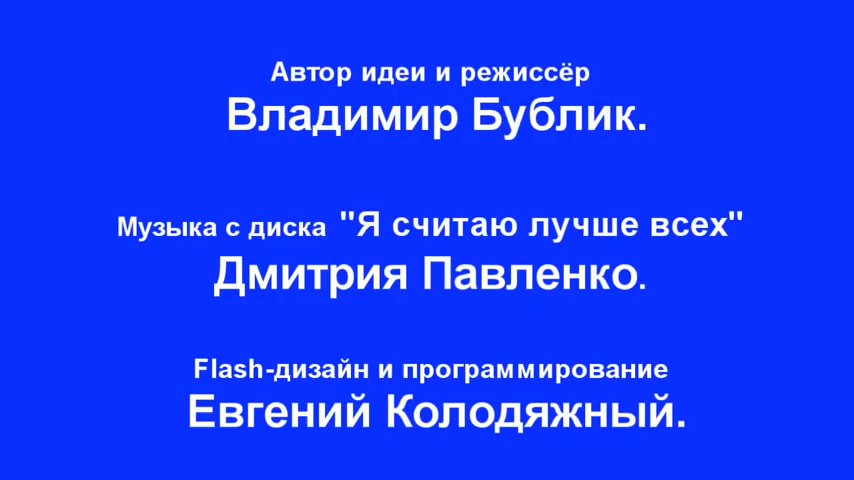 Автор идеи и режиссёр
Владимир Бублик.
Музыка с диска "Я считаю лучше всех"
Дмитрия Павленко.
Flash-дизайн и программирование
Евгений Колодяжный.